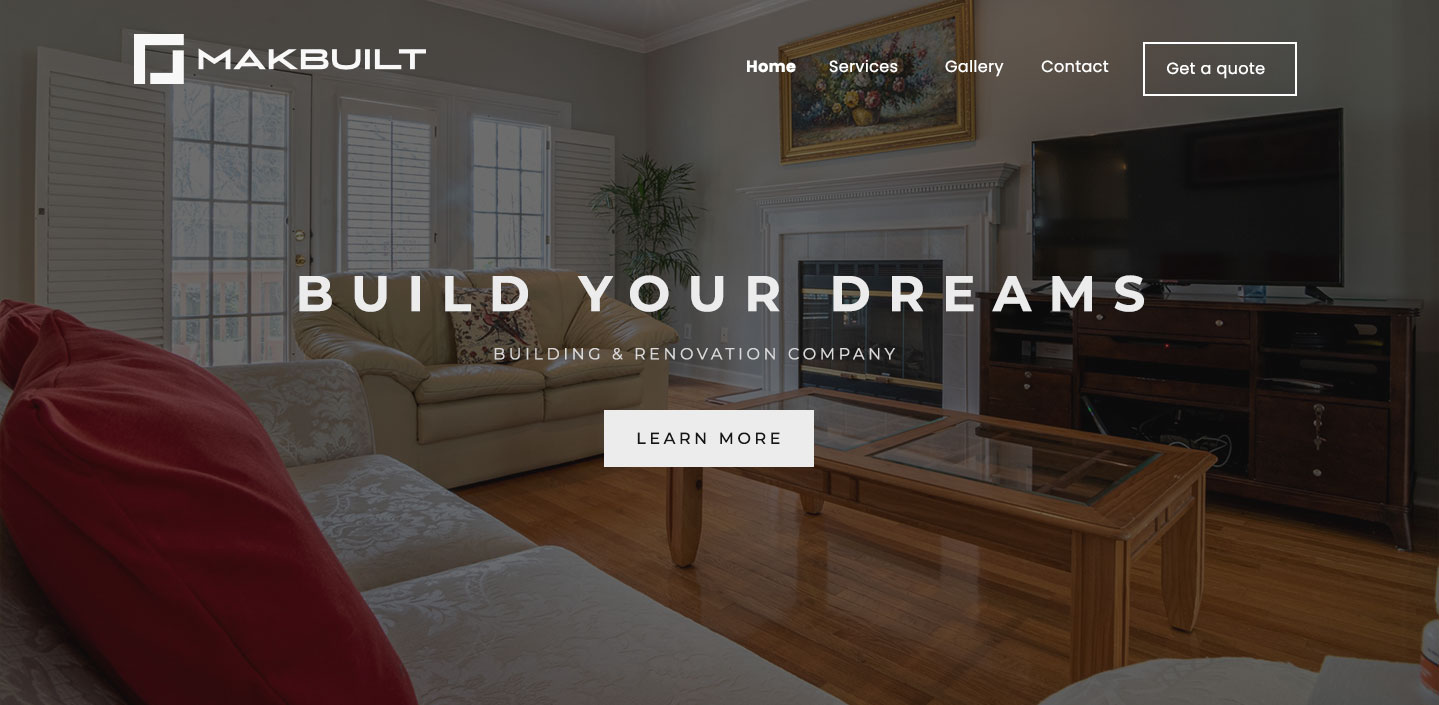 MAKBUILT
Home Services Gallery Contact Get a quote
BUILD YOUR DREAMS
BUILDING & RENOVATION COMPANY
LEARN MORE